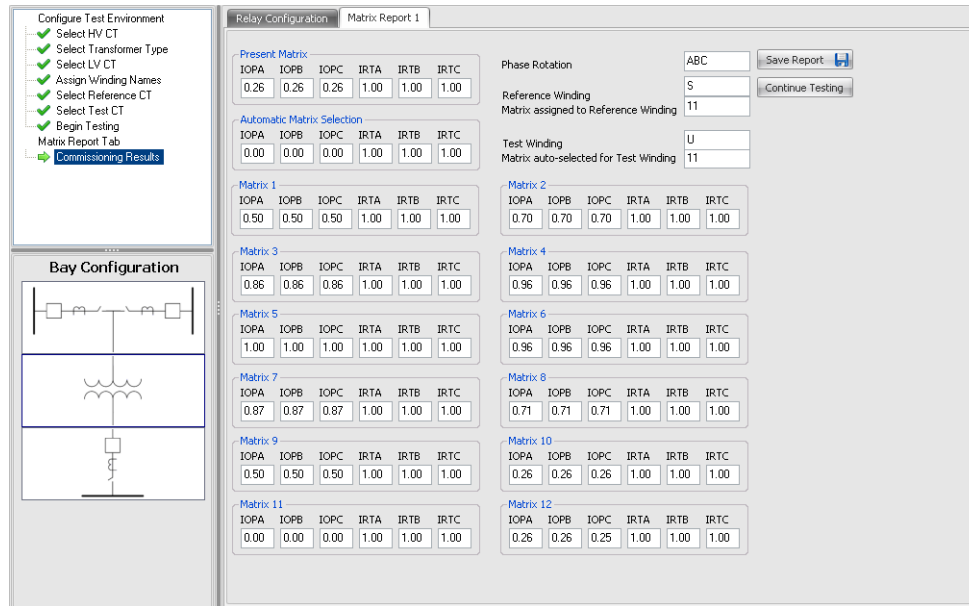 Configure Test Environment
Select HV CT
Select Transformer Type
Select LV CT
Assign Winding Names
Select Reference CT
Select Test CT
Begin Testing
Matrix Report Tab
Commissioning Results
Bay Configuration
Relay Configuration
Matrix Report 1
Present Matrix
IOPA IOPB IOPC IRTA IRTB IRTC
0.26 0.26 0.26 1.00 1.00 1.00
Automatic Matrix Selection
IOPA IOPB IOPC IRTA IRTB IRTC
0.00 0.00 0.00 1.00 1.00 1.00
Phase Rotation ABC
Save Report
Reference Winding S
Continue Testing
Matrix assigned to Reference Winding 11
Test Winding U
Matrix auto-selected for Test Winding 11
Matrix 1
IOPA IOPB IOPC IRTA IRTB IRTC
0.50 0.50 0.50 1.00 1.00 1.00
Matrix 2
IOPA IOPB IOPC IRTA IRTB IRTC
0.70 0.70 0.70 1.00 1.00 1.00
Matrix 3
IOPA IOPB IOPC IRTA IRTB IRTC
0.86 0.86 0.86 1.00 1.00 1.00
Matrix 4
IOPA IOPB IOPC IRTA IRTB IRTC
0.96 0.96 0.96 1.00 1.00 1.00
Matrix 5
IOPA IOPB IOPC IRTA IRTB IRTC
1.00 1.00 1.00 1.00 1.00 1.00
Matrix 6
IOPA IOPB IOPC IRTA IRTB IRTC
0.96 0.96 0.96 1.00 1.00 1.00
Matrix 7
IOPA IOPB IOPC IRTA IRTB IRTC
0.87 0.87 0.87 1.00 1.00 1.00
Matrix 8
IOPA IOPB IOPC IRTA IRTB IRTC
0.71 0.71 0.71 1.00 1.00 1.00
Matrix 9
IOPA IOPB IOPC IRTA IRTB IRTC
0.50 0.50 0.50 1.00 1.00 1.00
Matrix 10
IOPA IOPB IOPC IRTA IRTB IRTC
0.26 0.26 0.26 1.00 1.00 1.00
Matrix 11
IOPA IOPB IOPC IRTA IRTB IRTC
0.00 0.00 0.00 1.00 1.00 1.00
Matrix 12
IOPA IOPB IOPC IRTA IRTB IRTC
0.26 0.26 0.25 1.00 1.00 1.00